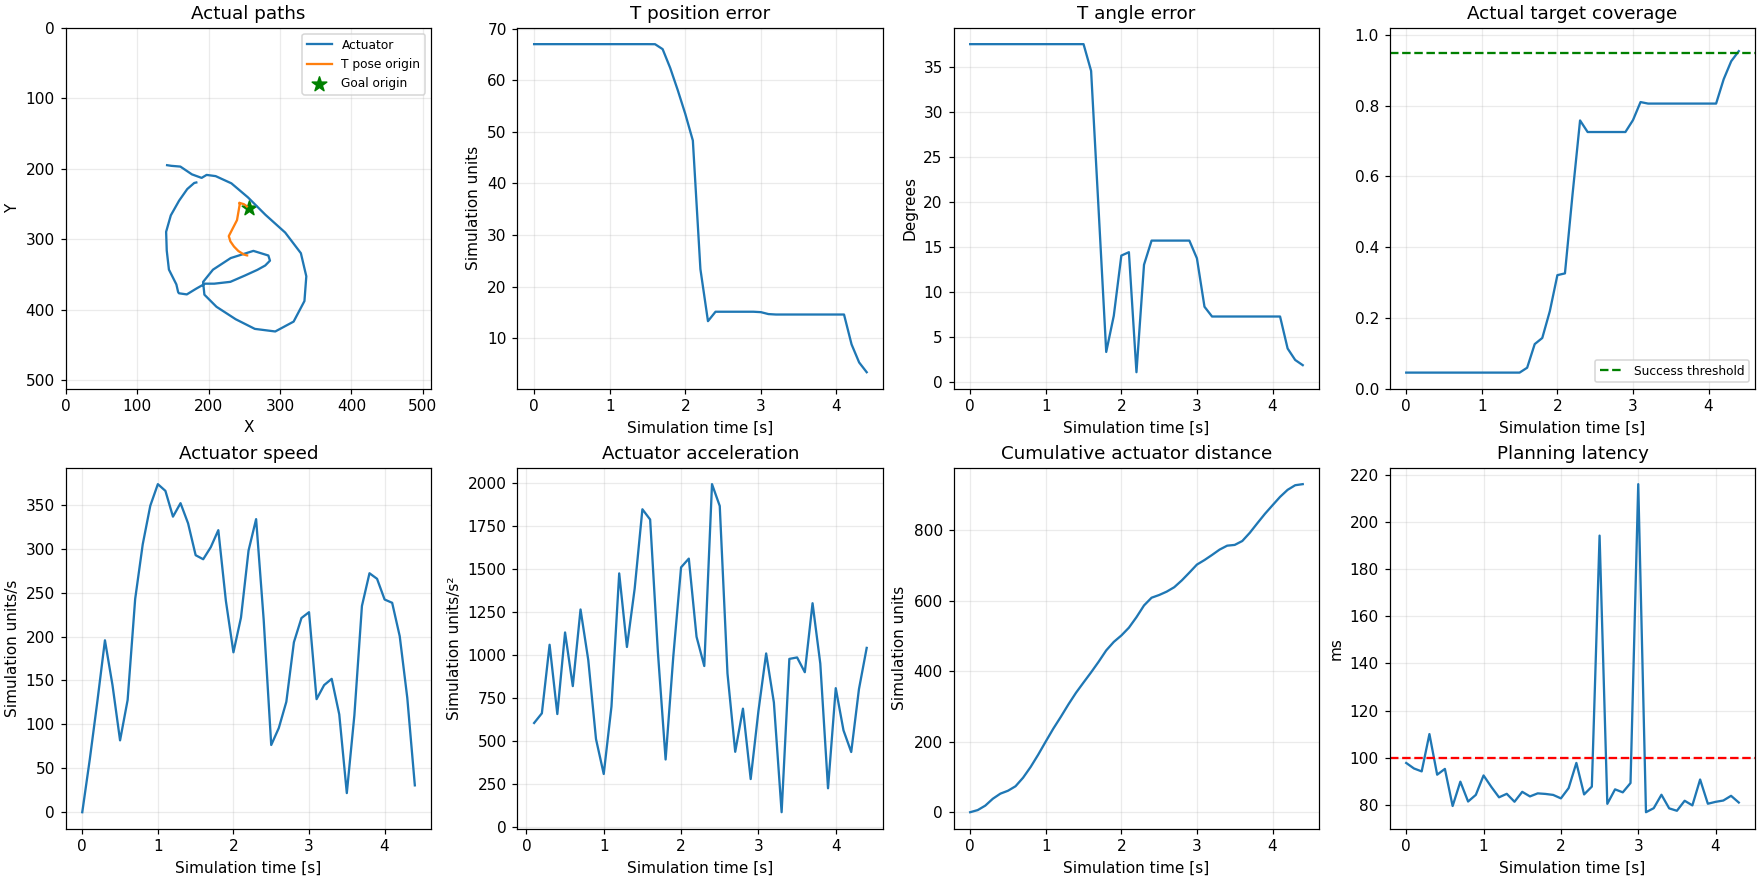 Actual paths
0
100
200
300
400
500
Y
0 100 200 300 400 500
X
Actuator
T pose origin
Goal origin
T position error
70
60
50
40
30
20
10
Simulation units
0 1 2 3 4
Simulation time [s]
T angle error
35
30
25
20
15
10
5
0
Degrees
0 1 2 3 4
Simulation time [s]
Actual target coverage
1.0
0.8
0.6
0.4
0.2
0.0
Success threshold
0 1 2 3 4
Simulation time [s]
Actuator speed
350
300
250
200
150
100
50
0
Simulation units/s
0 1 2 3 4
Simulation time [s]
Actuator acceleration
2000
1750
1500
1250
1000
750
500
250
0
Simulation units/s²
0 1 2 3 4
Simulation time [s]
Cumulative actuator distance
800
600
400
200
0
Simulation units
0 1 2 3 4
Simulation time [s]
Planning latency
220
200
180
160
140
120
100
80
ms
0 1 2 3 4
Simulation time [s]